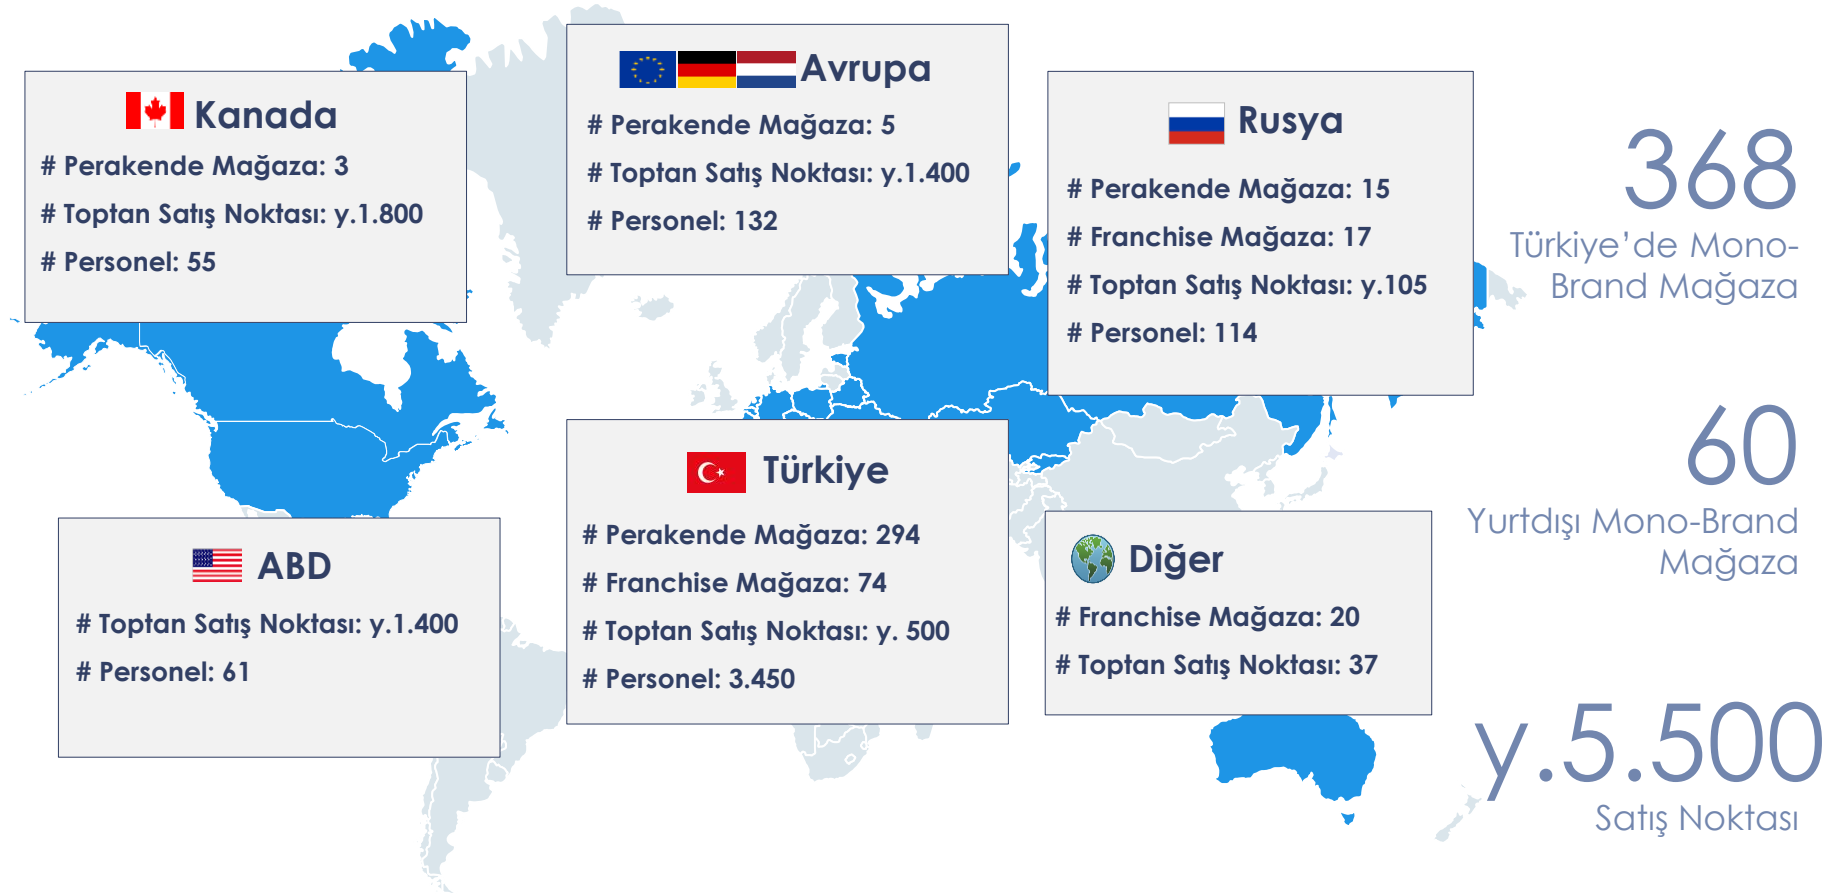 Kanada
# Perakende Mağaza: 3
# Toptan Satış Noktası: y.1.800
# Personel: 55
Avrupa
# Perakende Mağaza: 5
# Toptan Satış Noktası: y.1.400
# Personel: 132
Rusya
# Perakende Mağaza: 15
# Franchise Mağaza: 17
# Toptan Satış Noktası: y.105
# Personel: 114
ABD
# Toptan Satış Noktası: y.1.400
# Personel: 61
Türkiye
# Perakende Mağaza: 294
# Franchise Mağaza: 74
# Toptan Satış Noktası: y. 500
# Personel: 3.450
Diğer
# Franchise Mağaza: 20
# Toptan Satış Noktası: 37
368
Türkiye’de Mono-
Brand Mağaza
60
Yurtdışı Mono-Brand
Mağaza
y.5.500
Satış Noktası